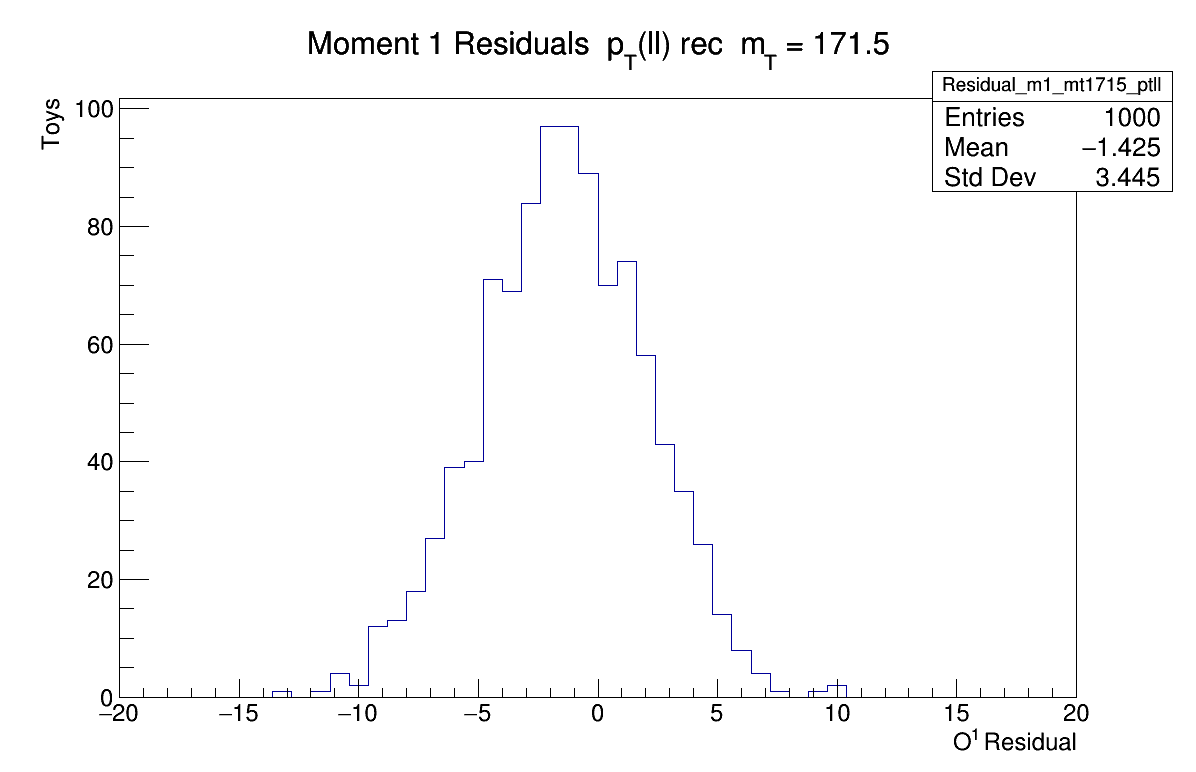 Moment 1 Residuals p_T(ll) rec m_T = 171.5
Residual_m1_mt1715_ptll
Entries 1000
Mean −1.425
Std Dev 3.445
Toys
100
80
60
40
20
0
−20 −15 −10 −5 0 5 10 15 20
O^1 Residual